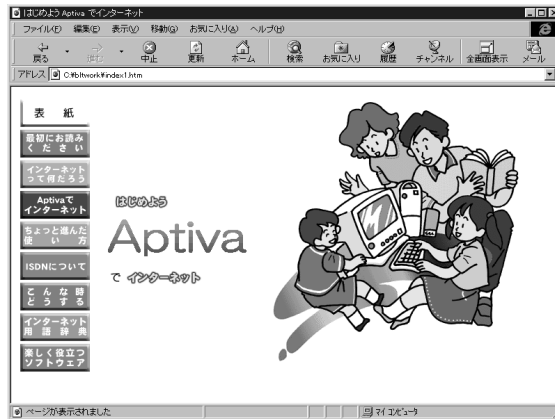 はじめよう Aptiva でインターネット
ファイル(F) 編集(E) 表示(V) 移動(G) お気に入り(A) ヘルプ(H)
戻る 進む 中止 更新 ホーム 検索 お気に入り 履歴 チャンネル 全画面表示 メール
アドレス C:¥bltwork¥index1.htm
表 紙
最初にお読み
ください
インターネット
って何だろう
Aptivaで
インターネット
ちょっと進んだ
使い方
ISDNについて
こんな時
どうする
インターネット
用語辞典
楽しく役立つ
ソフトウェア
はじめよう
Aptiva
で インターネット
ページが表示されました
マイ コンピュータ